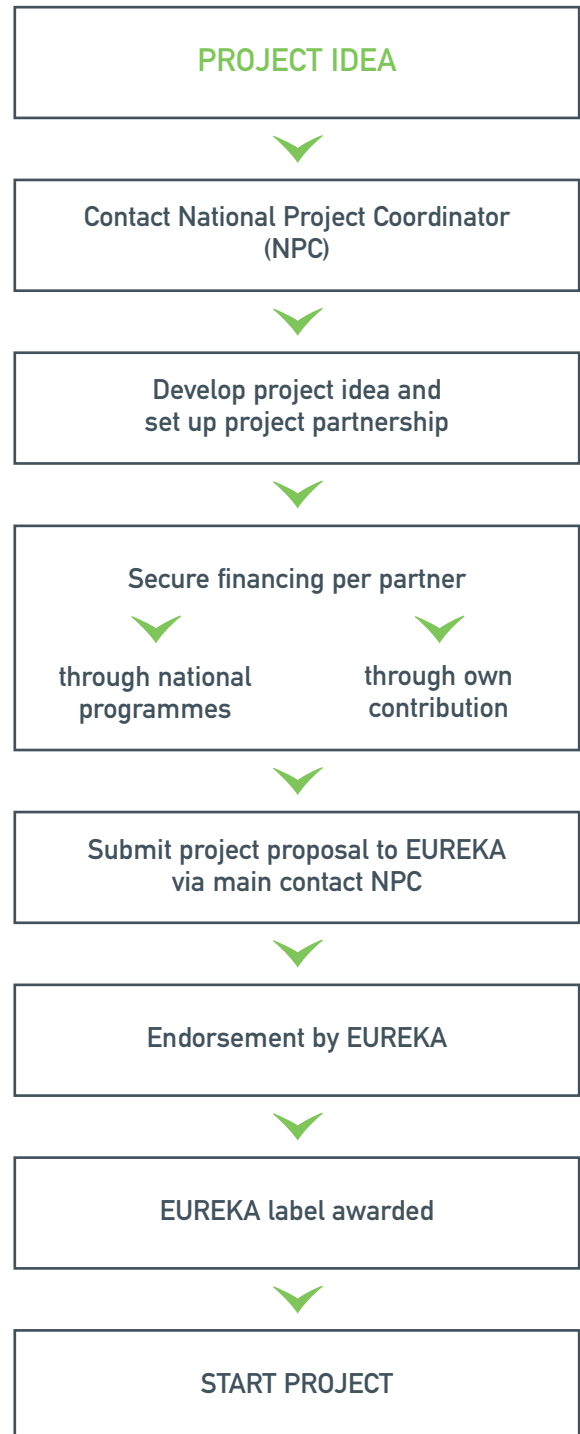 PROJECT IDEA
Contact National Project Coordinator
(NPC)
Develop project idea and
set up project partnership
Secure financing per partner
through national
programmes
through own
contribution
Submit project proposal to EUREKA
via main contact NPC
Endorsement by EUREKA
EUREKA label awarded
START PROJECT